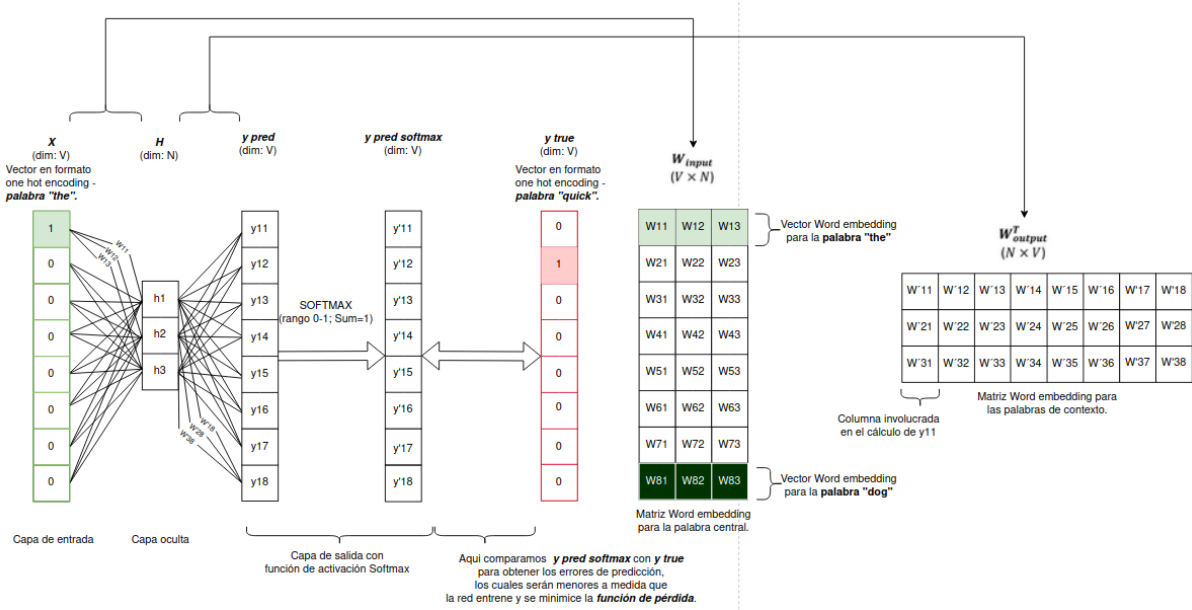 X
(dim: V)
Vector en formato
one hot encoding -
palabra "the".
H
(dim: N)
y pred
(dim: V)
y pred softmax
(dim: V)
y true
(dim: V)
Vector en formato
one hot encoding -
palabra "quick".
1
0
0
0
0
0
0
0
W11
W12
W13
h1
h2
h3
W'18
W'28
W'38
y11
y12
y13
y14
y15
y16
y17
y18
SOFTMAX
(rango 0-1; Sum=1)
y'11
y'12
y'13
y'14
y'15
y'16
y'17
y'18
0
1
0
0
0
0
0
0
Capa de entrada
Capa oculta
Capa de salida con
función de activación Softmax
Aqui comparamos y pred softmax con y true
para obtener los errores de predicción,
los cuales serán menores a medida que
la red entrene y se minimice la función de pérdida.
W input
(V × N)
W11 W12 W13
W21 W22 W23
W31 W32 W33
W41 W42 W43
W51 W52 W53
W61 W62 W63
W71 W72 W73
W81 W82 W83
Vector Word embedding
para la palabra "the"
Vector Word embedding
para la palabra "dog"
Matriz Word embedding
para la palabra central.
W T output
(N × V)
W´11 W´12 W´13 W´14 W´15 W´16 W'17 W'18
W´21 W´22 W´23 W´24 W´25 W´26 W'27 W'28
W´31 W´32 W´33 W´34 W´35 W´36 W'37 W'38
Columna involucrada
en el cálculo de y11
Matriz Word embedding para
las palabras de contexto.